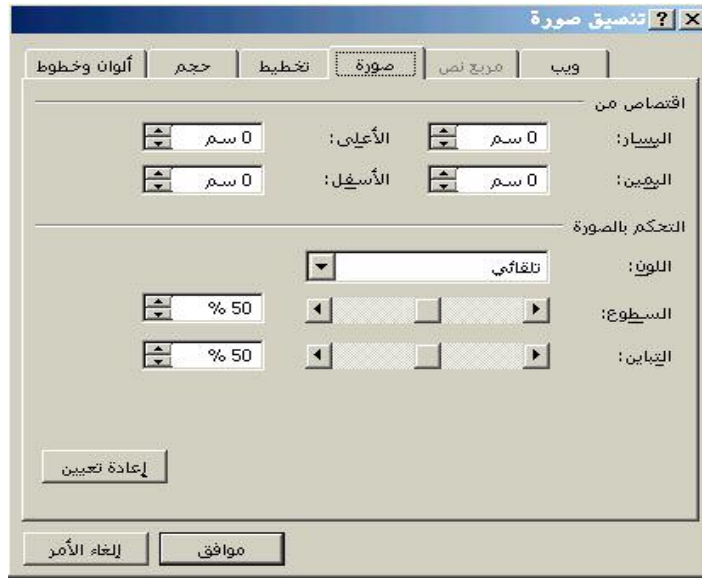 تنسيق صورة
ألوان وخطوط حجم تخطيط صورة مربع نص ويب
اقتصاص من
اليسار: 0 سم الأعلى: 0 سم
اليمين: 0 سم الأسفل: 0 سم
التحكم بالصورة
اللون: تلقائي
السطوع: 50 %
التباين: 50 %
إعادة تعيين
موافق إلغاء الأمر